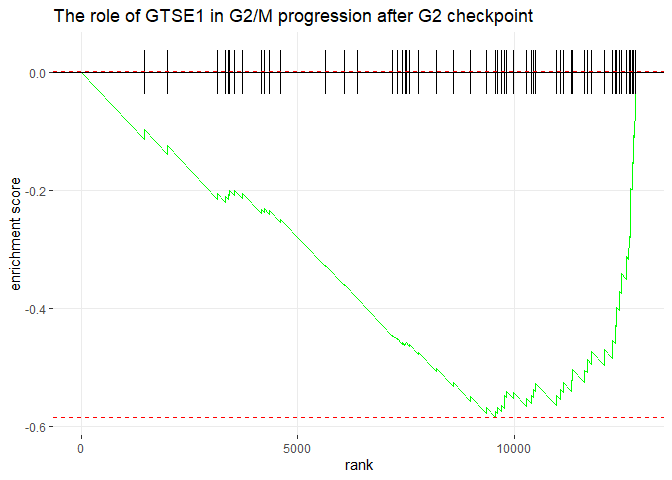 The role of GTSE1 in G2/M progression after G2 checkpoint
0.0
-0.2
-0.4
-0.6
enrichment score
0
5000
10000
rank